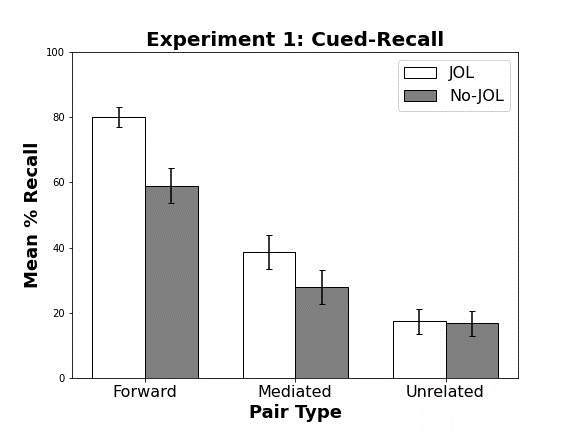 Experiment 1: Cued-Recall
100
80
60
40
20
0
Mean % Recall
JOL
No-JOL
Forward Mediated Unrelated
Pair Type